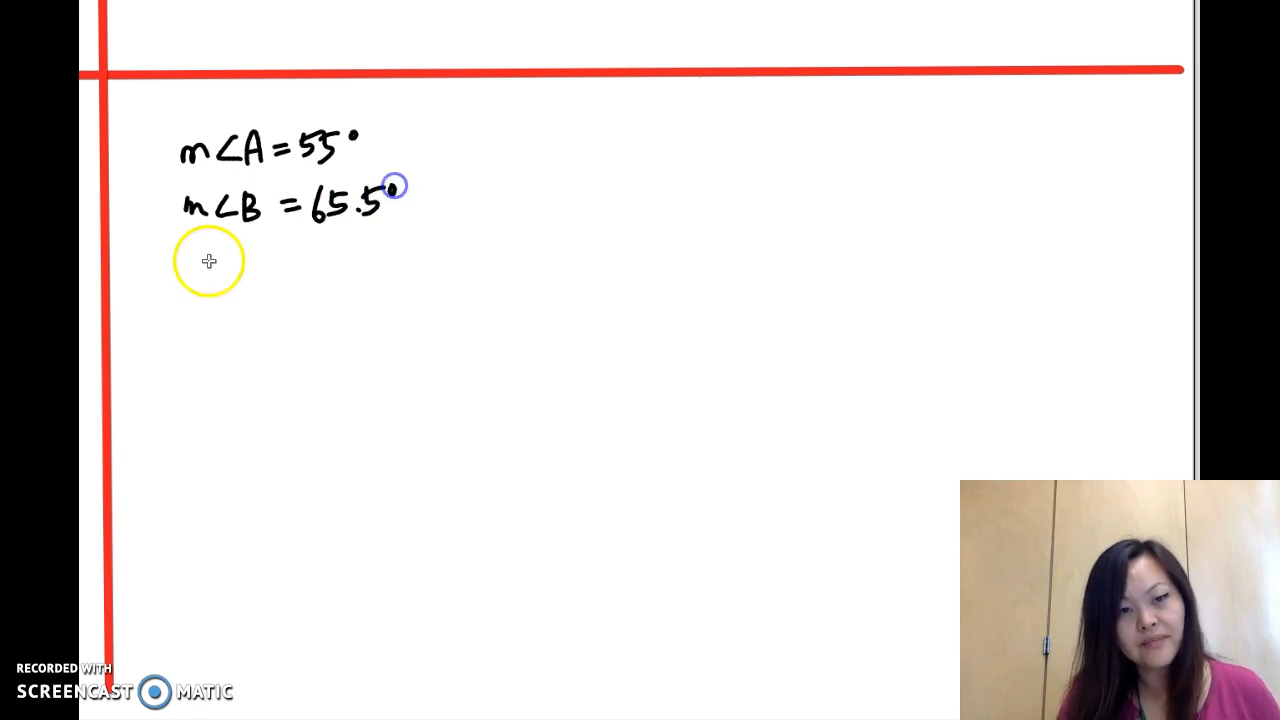 m∠A = 55°
m∠B = 65.5°
RECORDED WITH
SCREENCAST MATIC